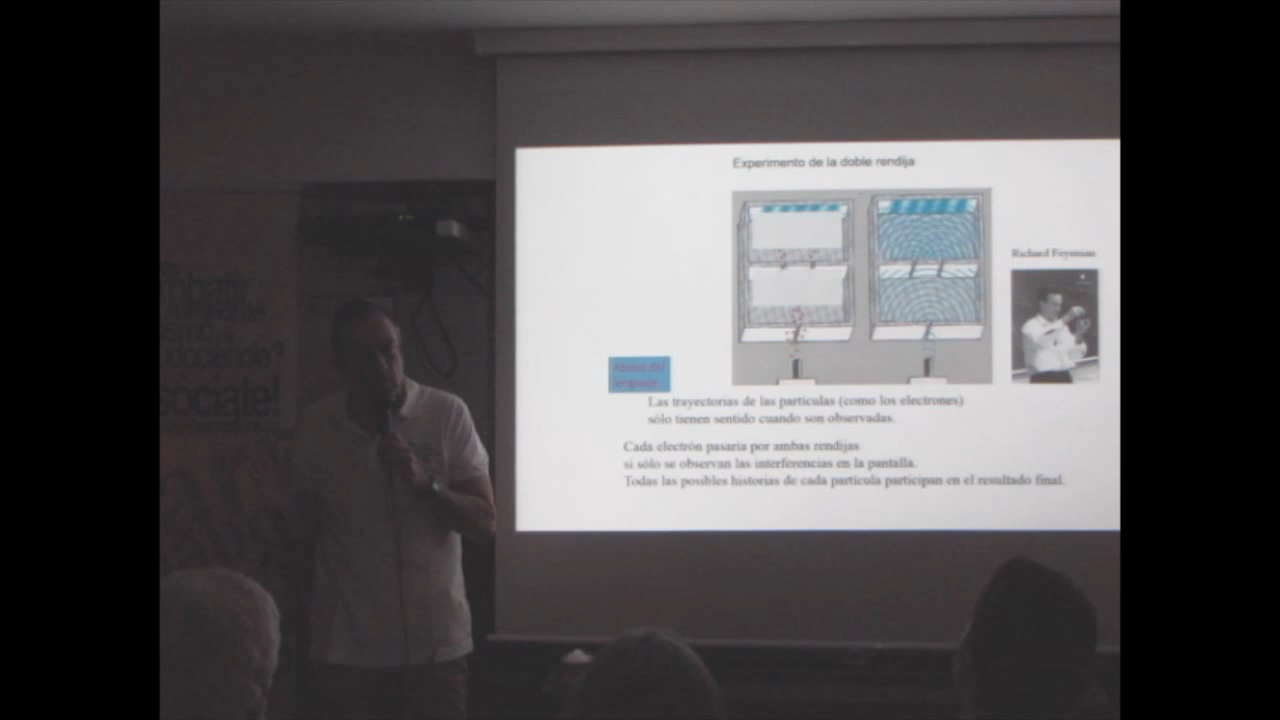 Experimento de la doble rendija
Richard Feynman
Abuso del
lenguaje
Las trayectorias de las partículas (como los electrones)
sólo tienen sentido cuando son observadas.
Cada electrón pasaría por ambas rendijas
si sólo se observan las interferencias en la pantalla.
Todas las posibles historias de cada partícula participan en el resultado final.
sociale!